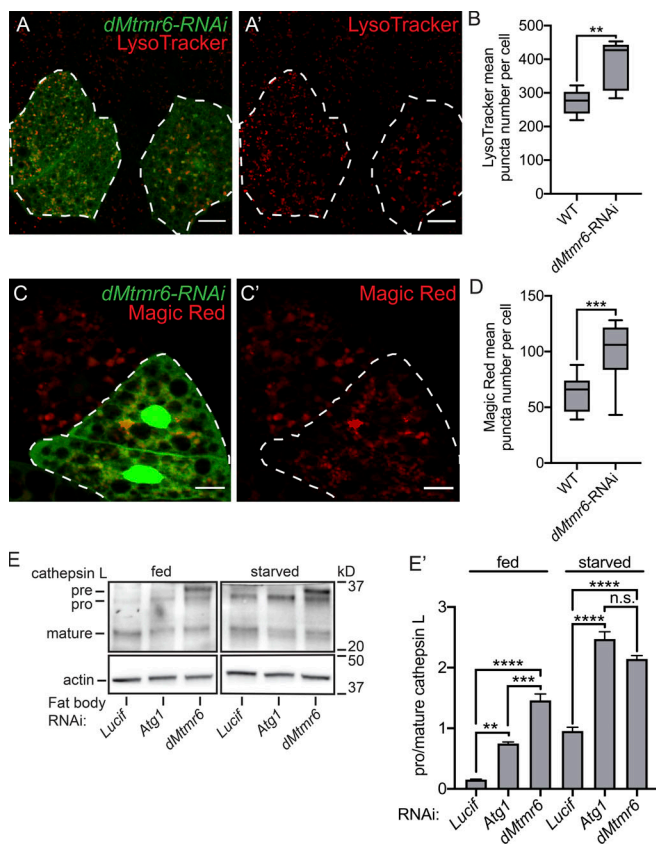 A
dMtmr6-RNAi
LysoTracker
A'
LysoTracker
B
LysoTracker mean
puncta number per cell
500
400
300
200
100
0
**
WT
dMtmr6-RNAi
C
dMtmr6-RNAi
Magic Red
C'
Magic Red
D
Magic Red mean
puncta number per cell
150
100
50
0
***
WT
dMtmr6-RNAi
E
cathepsin L
fed
starved
kD
pre
pro
mature
actin
37
20
50
37
Fat body
RNAi:
Lucif
Atg1
dMtmr6
Lucif
Atg1
dMtmr6
E'
fed
starved
pro/mature cathepsin L
3
2
1
0
****
***
**
****
n.s.
****
RNAi:
Lucif
Atg1
dMtmr6
Lucif
Atg1
dMtmr6